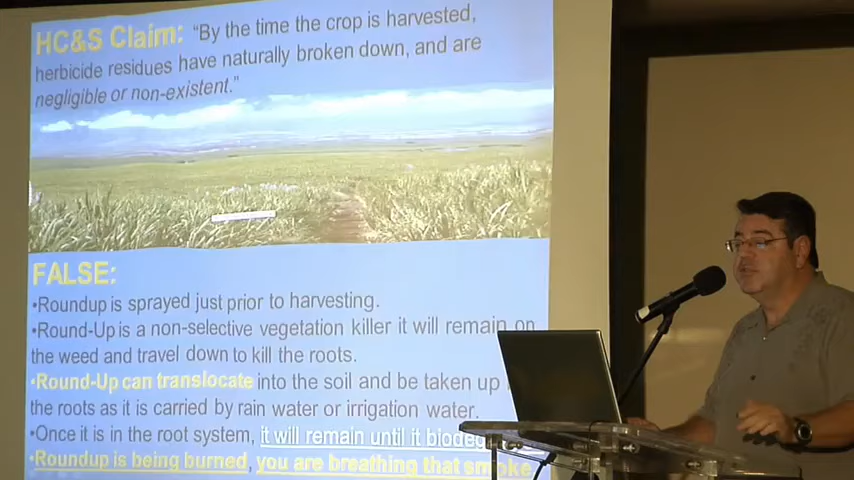 HC&S Claim: "By the time the crop is harvested,
herbicide residues have naturally broken down, and are
negligible or non-existent."
FALSE:
•Roundup is sprayed just prior to harvesting.
•Round-Up is a non-selective vegetation killer it will remain on
the weed and travel down to kill the roots.
•Round-Up can translocate into the soil and be taken up
the roots as it is carried by rain water or irrigation water.
•Once it is in the root system, it will remain until it biodeg
•Roundup is being burned, you are breathing that smoke